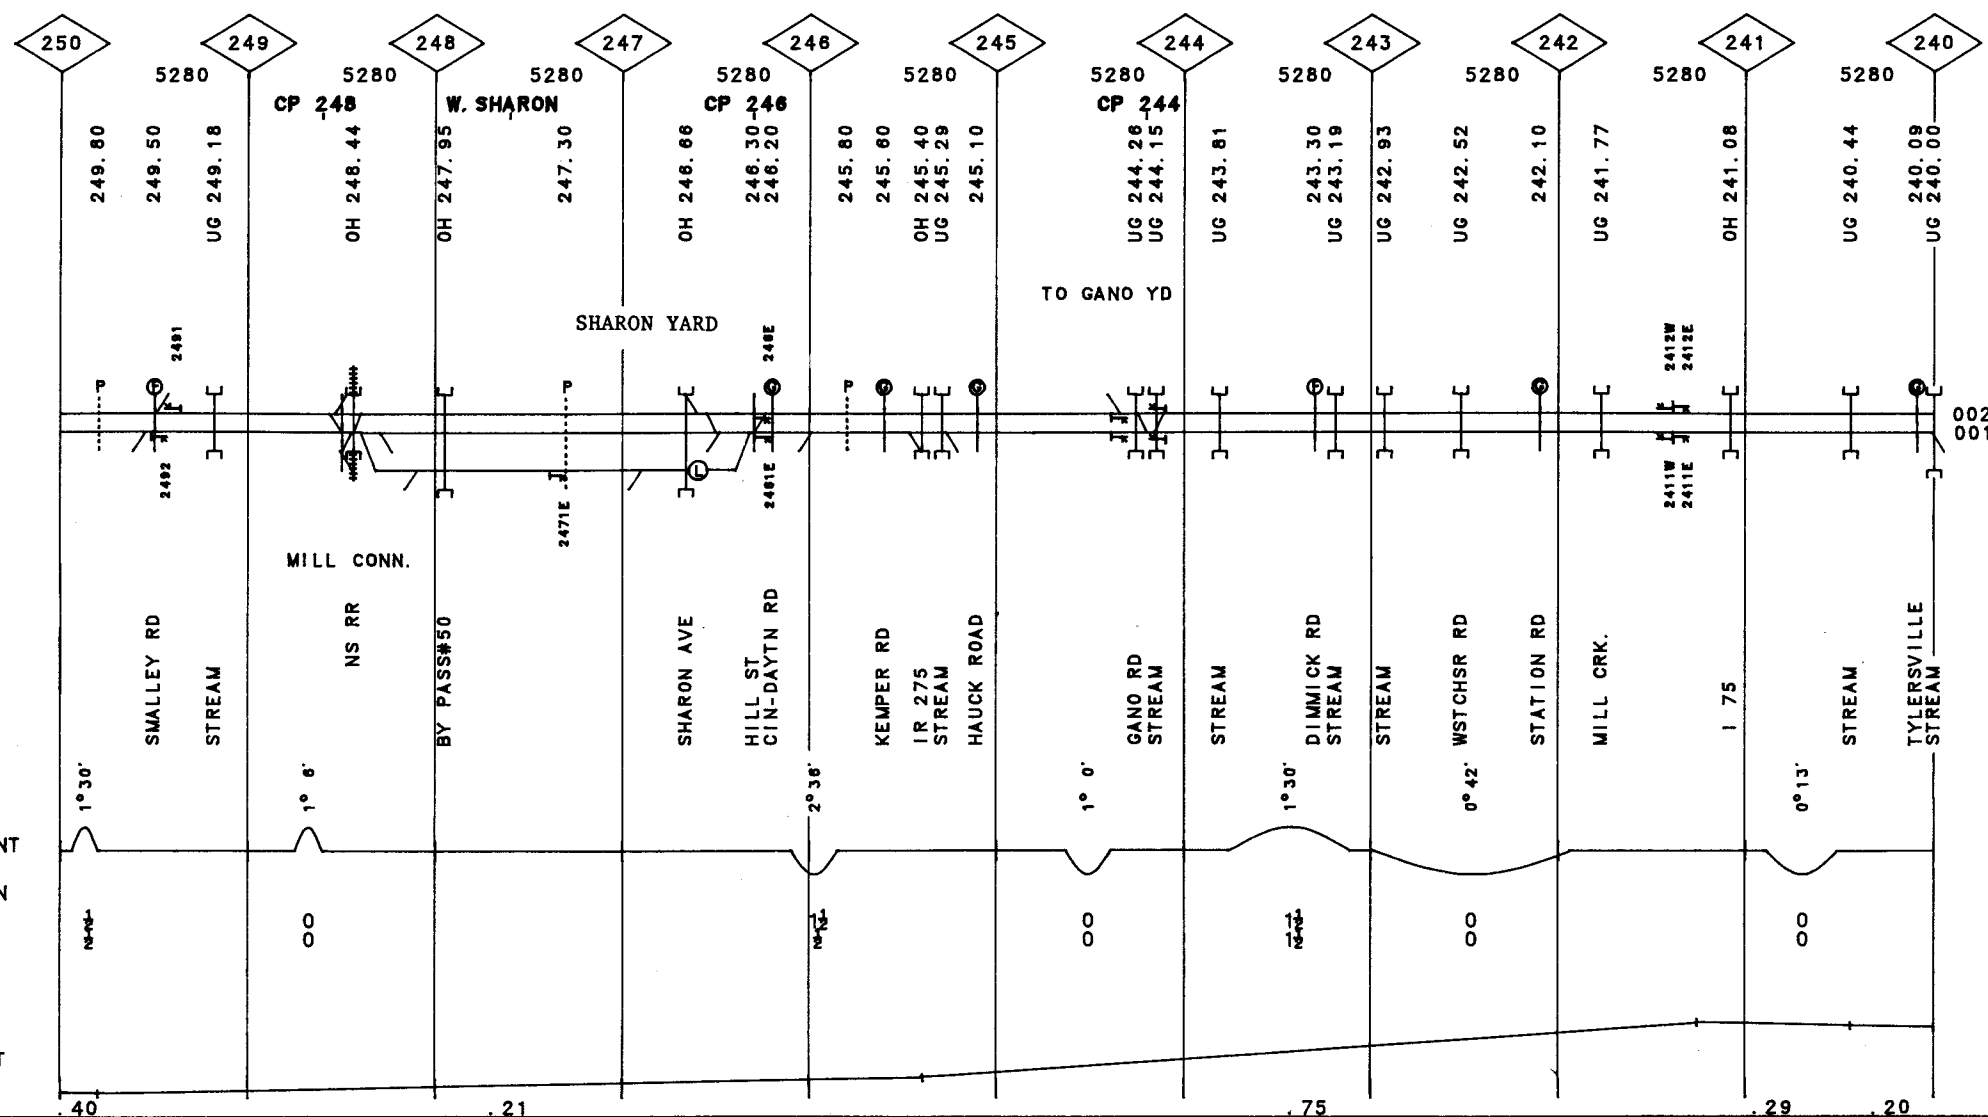 250 249 248 247 246 245 244 243 242 241 240
5280 5280 5280 5280 5280 5280 5280 5280 5280 5280
CP 248 W. SHARON CP 246 CP 244
249.80
249.50
UG 249.18
OH 248.44
OH 247.95
247.30
OH 246.66
246.30
246.20
245.80
245.60
OH 245.40
UG 245.29
245.10
UG 244.26
UG 244.15
UG 243.81
243.30
UG 243.19
UG 242.93
UG 242.52
242.10
UG 241.77
OH 241.08
UG 240.44
240.09
UG 240.00
TO GANO YD
SHARON YARD
2491
246E
2412W
2412E
P F P G P G G F G G
002
001
L
2492
2471E
2461E
2411W
2411E
MILL CONN.
SMALLEY RD
STREAM
NS RR
BY PASS#50
SHARON AVE
HILL ST
CIN-DAYTN RD
KEMPER RD
IR 275
STREAM
HAUCK ROAD
GANO RD
STREAM
STREAM
DIMMICK RD
STREAM
STREAM
WSTCHSR RD
STATION RD
MILL CRK.
I 75
STREAM
TYLERSVILLE
STREAM
1°30' 1° 6' 2°36' 1° 0' 1°30' 0°42' 0°13'
NT
N
0 0 0 0
0 0 0 0
T
.40 .21 .75 .29 .20